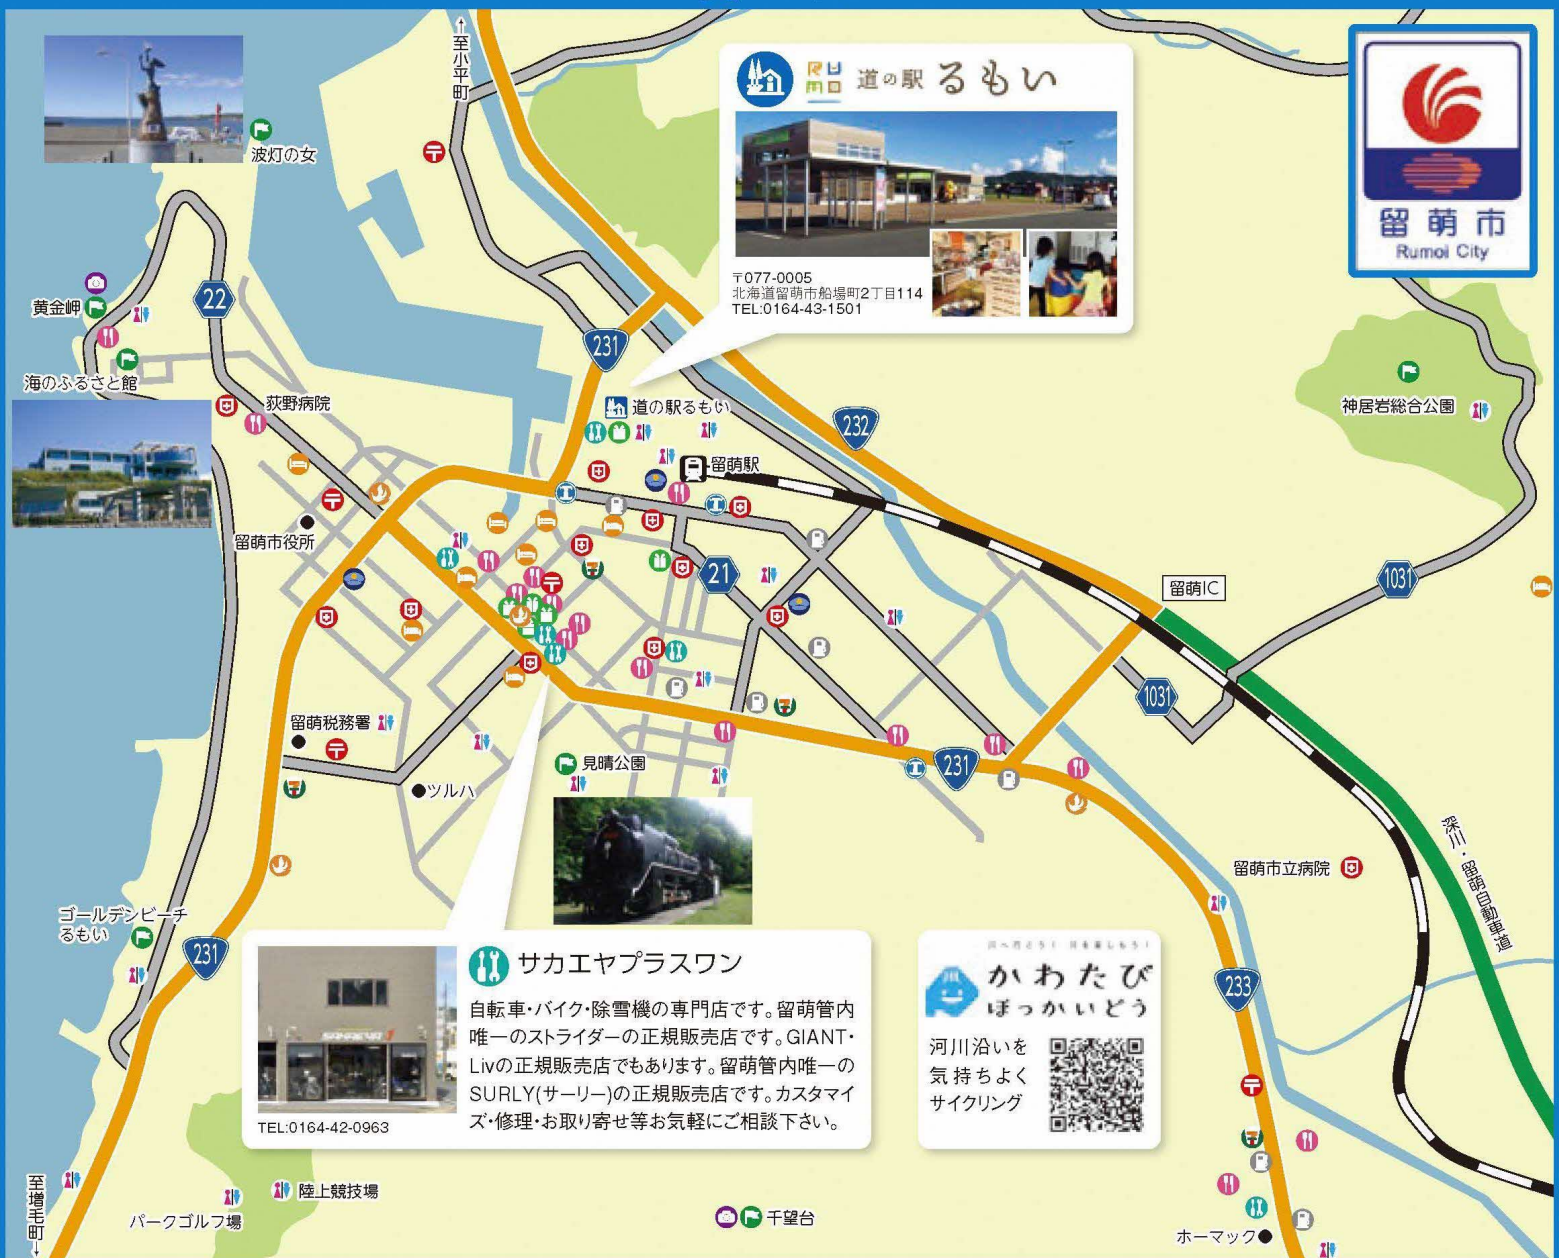 ←至小平町
波灯の女
道の駅 るもい
〒077-0005
北海道留萌市船場町2丁目114
TEL:0164-43-1501
留萌市
Rumoi City
22
黄金岬
海のふるさと館
荻野病院
231
道の駅るもい
232
神居岩総合公園
留萌駅
留萌市役所
21
留萌IC
1031
1031
留萌税務署
ツルハ
見晴公園
231
深川・留萌自動車道
留萌市立病院
ゴールデンビーチ
るもい
231
サカエヤプラスワン
自転車・バイク・除雪機の専門店です。留萌管内
唯一のストライダーの正規販売店です。GIANT・
Livの正規販売店でもあります。留萌管内唯一の
SURLY(サーリー)の正規販売店です。カスタマイ
ズ・修理・お取り寄せ等お気軽にご相談下さい。
TEL:0164-42-0963
川へ行こう! 川を楽しもう!
かわたび
ほっかいどう
河川沿いを
気持ちよく
サイクリング
233
至増毛町→
パークゴルフ場
陸上競技場
千望台
ホーマック